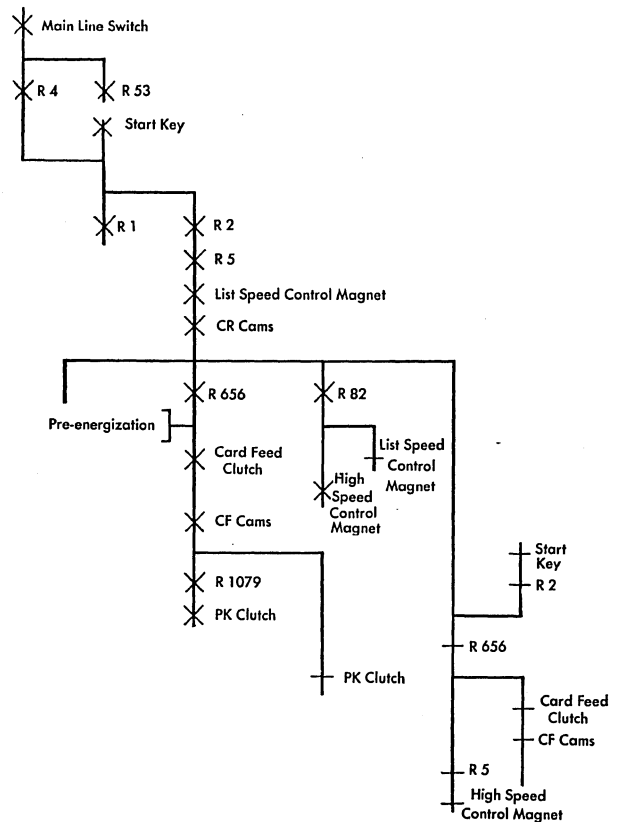 Main Line Switch
R 4
R 53
Start Key
R 1
R 2
R 5
List Speed Control Magnet
CR Cams
R 656
R 82
Pre-energization
Card Feed
Clutch
List Speed
Control
Magnet
High
Speed
Control
Magnet
CF Cams
R 1079
PK Clutch
PK Clutch
Start
Key
R 2
R 656
Card Feed
Clutch
CF Cams
R 5
High Speed
Control Magnet